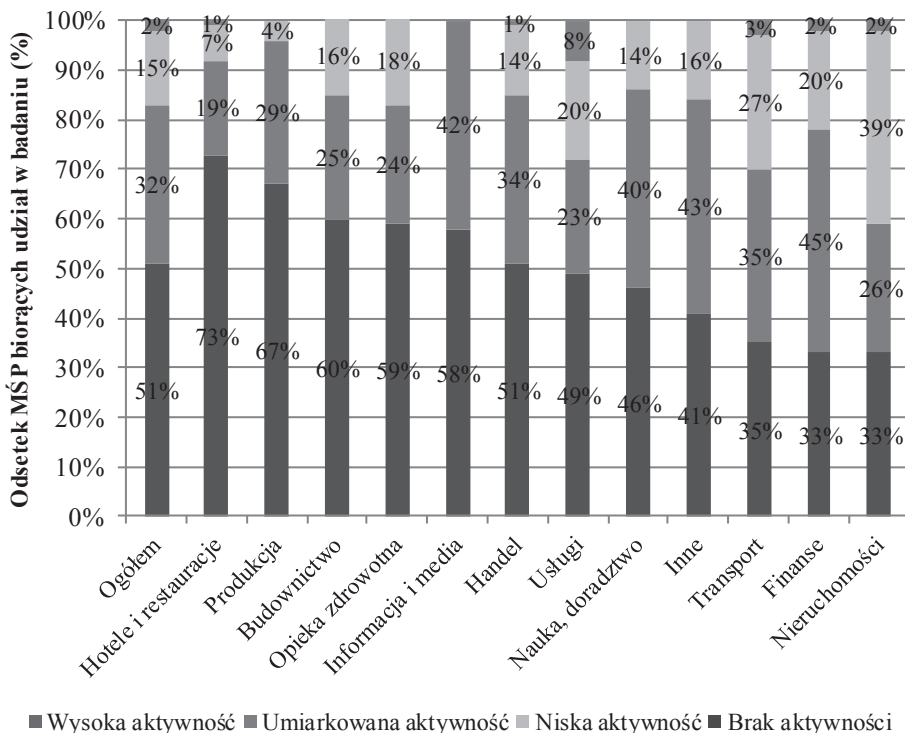 Odsetek MŚP biorących udział w badaniu (%)
100%
90%
80%
70%
60%
50%
40%
30%
20%
10%
0%
2% 1% 4% 16% 18% 42% 1% 8% 14% 16% 3% 2% 2%
15% 7% 29% 25% 24% 58% 14% 20% 40% 43% 27% 20% 39%
32% 19% 67% 60% 59% 34% 23% 46% 41% 35% 45% 26%
51% 73% 51% 49% 35% 33% 33%
Ogółem
Hotele i restauracje
Produkcja
Budownictwo
Opieka zdrowotna
Informacja i media
Handel
Usługi
Nauka, doradztwo
Inne
Transport
Finanse
Nieruchomości
Wysoka aktywność Umiarkowana aktywność Niska aktywność Brak aktywności